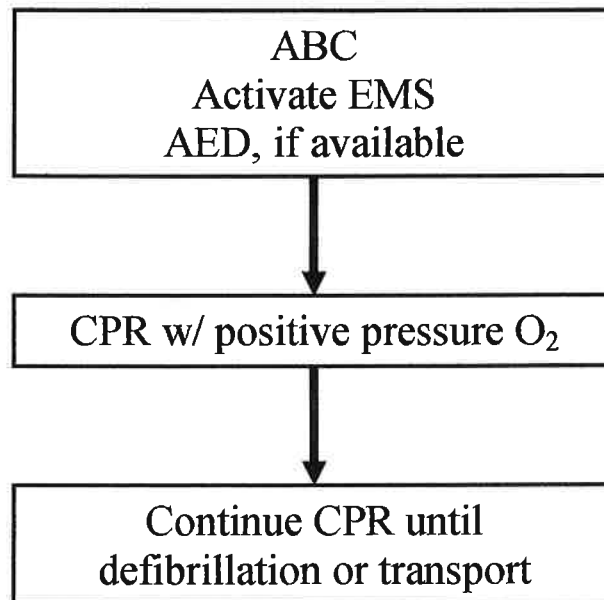 ABC
Activate EMS
AED, if available
CPR w/ positive pressure O₂
Continue CPR until
defibrillation or transport